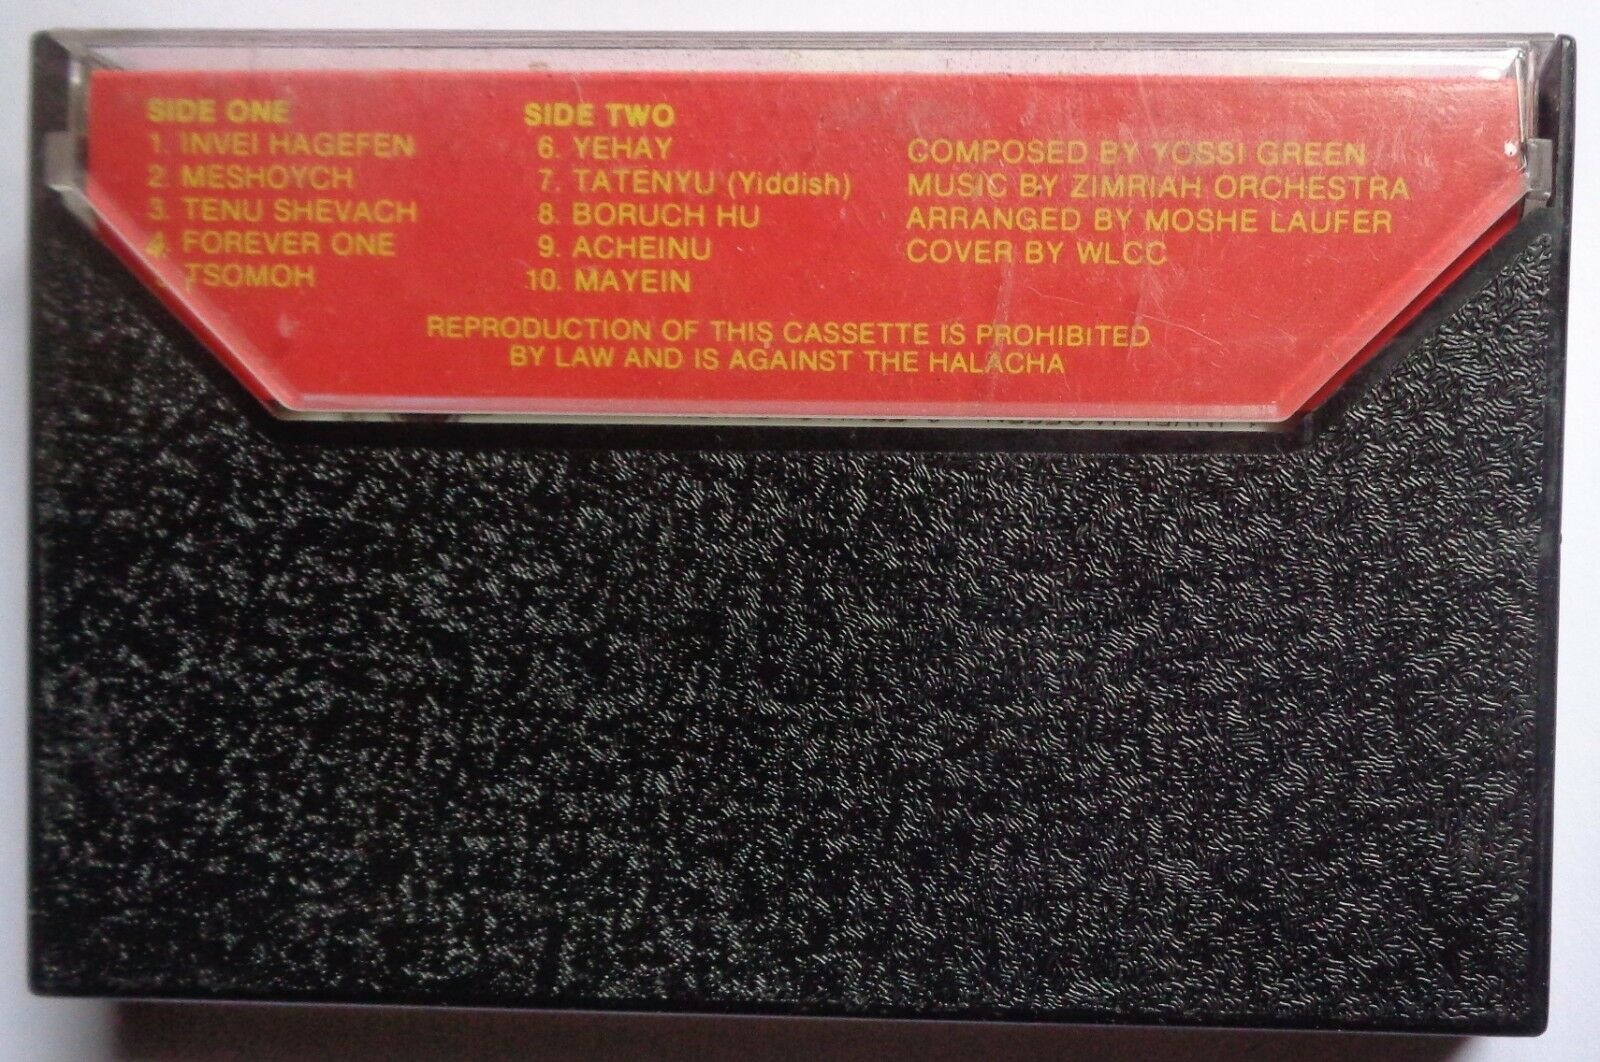 SIDE ONE
1. INVEI HAGEFEN
2. MESHOYCH
3. TENU SHEVACH
4. FOREVER ONE
TSOMOH
SIDE TWO
6. YEHAY
7. TATENYU (Yiddish)
8. BORUCH HU
9. ACHEINU
10. MAYEIN
COMPOSED BY YOSSI GREEN
MUSIC BY ZIMRIAH ORCHESTRA
ARRANGED BY MOSHE LAUFER
COVER BY WLCC
REPRODUCTION OF THIS CASSETTE IS PROHIBITED
BY LAW AND IS AGAINST THE HALACHA